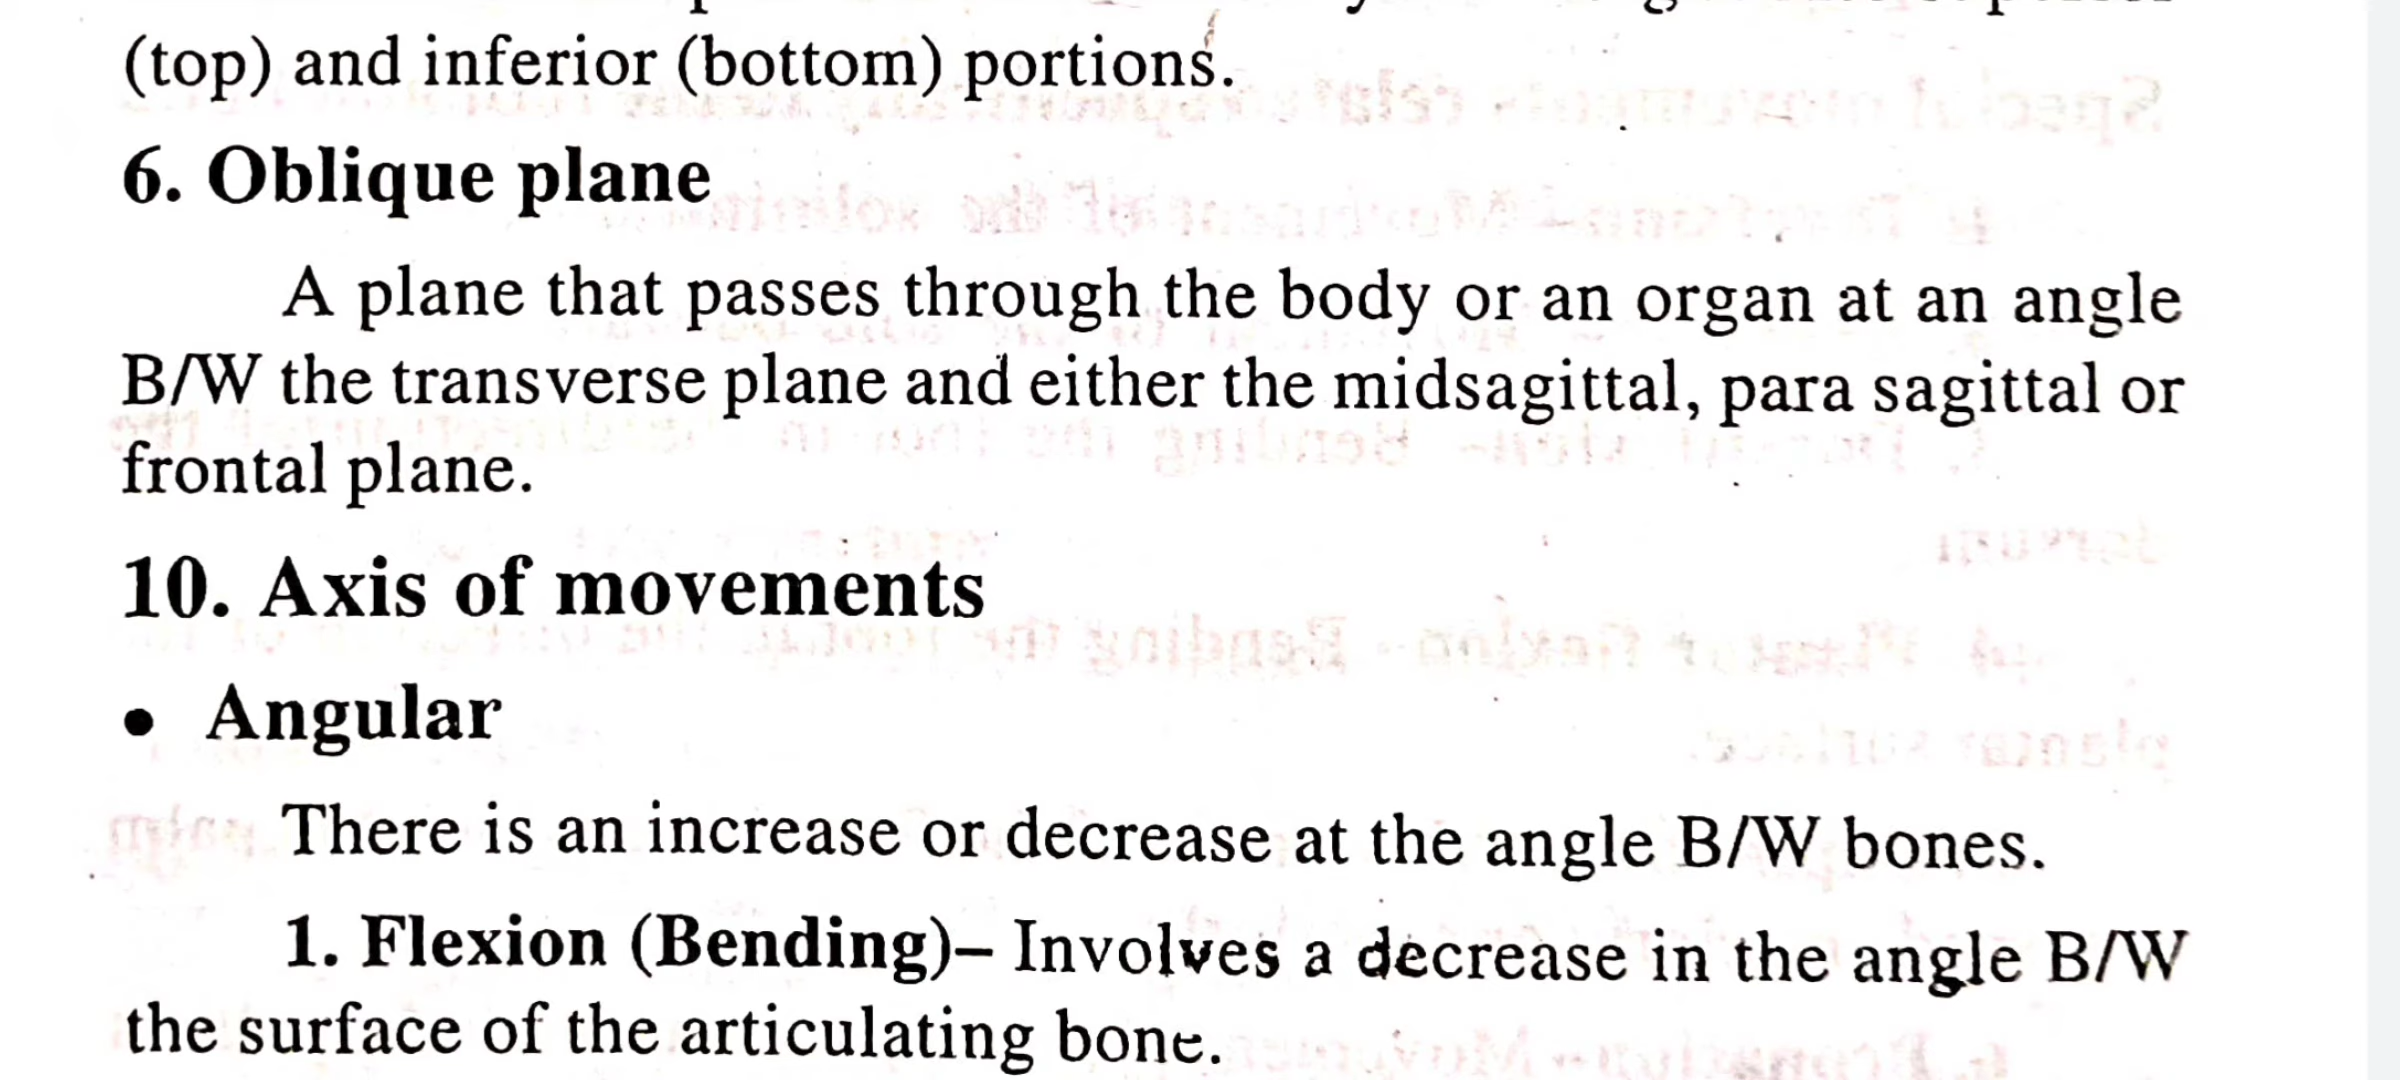 (top) and inferior (bottom) portions.
6. Oblique plane
A plane that passes through the body or an organ at an angle
B/W the transverse plane and either the midsagittal, para sagittal or
frontal plane.
10. Axis of movements
• Angular
There is an increase or decrease at the angle B/W bones.
1. Flexion (Bending)– Involves a decrease in the angle B/W
the surface of the articulating bone.